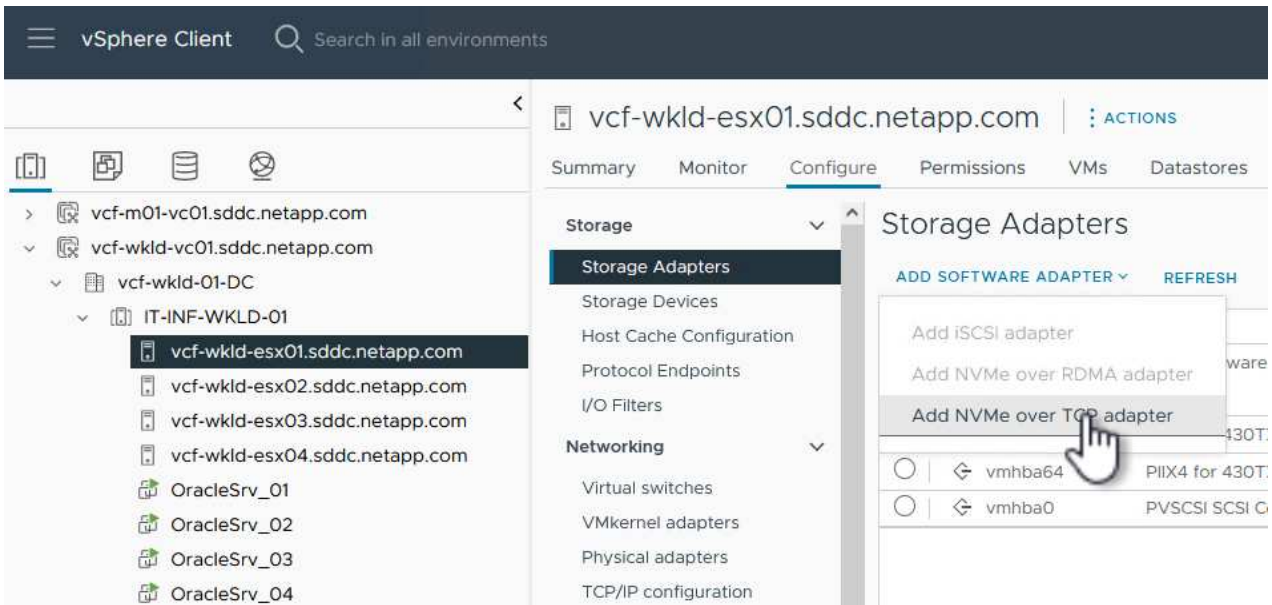 vSphere Client
Search in all environments
vcf-wkld-esx01.sddc.netapp.com
ACTIONS
Summary Monitor Configure Permissions VMs Datastores
vcf-m01-vc01.sddc.netapp.com
vcf-wkld-vc01.sddc.netapp.com
vcf-wkld-01-DC
IT-INF-WKLD-01
vcf-wkld-esx01.sddc.netapp.com
vcf-wkld-esx02.sddc.netapp.com
vcf-wkld-esx03.sddc.netapp.com
vcf-wkld-esx04.sddc.netapp.com
OracleSrv_01
OracleSrv_02
OracleSrv_03
OracleSrv_04
Storage
Storage Adapters
Storage Devices
Host Cache Configuration
Protocol Endpoints
I/O Filters
Networking
Virtual switches
VMkernel adapters
Physical adapters
TCP/IP configuration
Storage Adapters
ADD SOFTWARE ADAPTER REFRESH
Add iSCSI adapter
Add NVMe over RDMA adapter
Add NVMe over TCP adapter
vmhba64 PIIX4 for 430T
vmhba0 PVSCSI SCSI